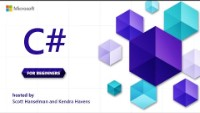 Microsoft
C#
FOR BEGINNERS
hosted by
Scott Hanselman and Kendra Havens